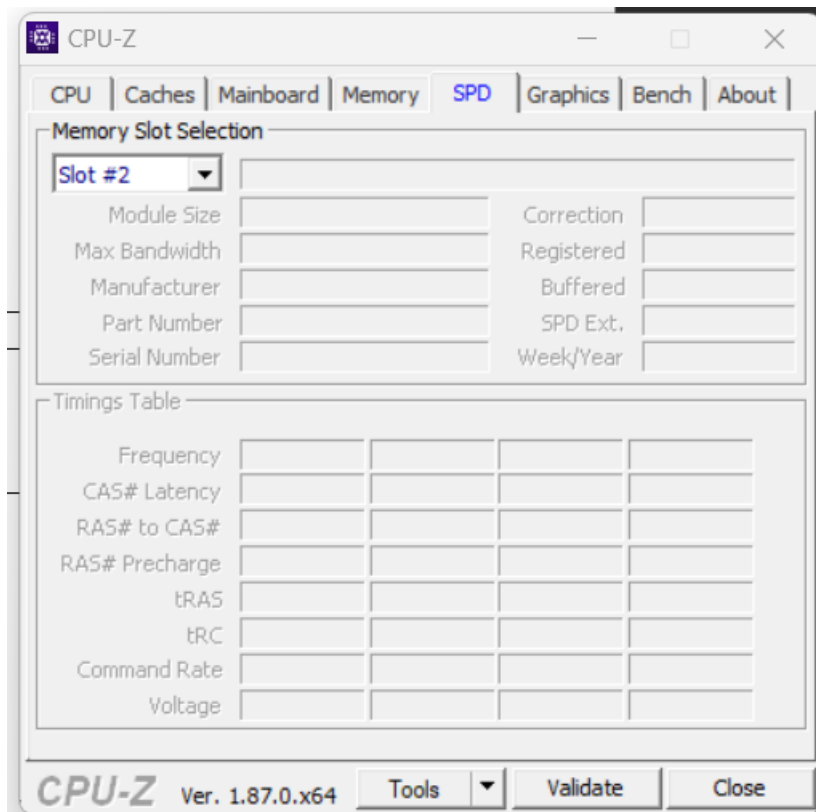 CPU-Z
CPU Caches Mainboard Memory SPD Graphics Bench About
Memory Slot Selection
Slot #2
Module Size Correction
Max Bandwidth Registered
Manufacturer Buffered
Part Number SPD Ext.
Serial Number Week/Year
Timings Table
Frequency
CAS# Latency
RAS# to CAS#
RAS# Precharge
tRAS
tRC
Command Rate
Voltage
CPU-Z Ver. 1.87.0.x64 Tools Validate Close